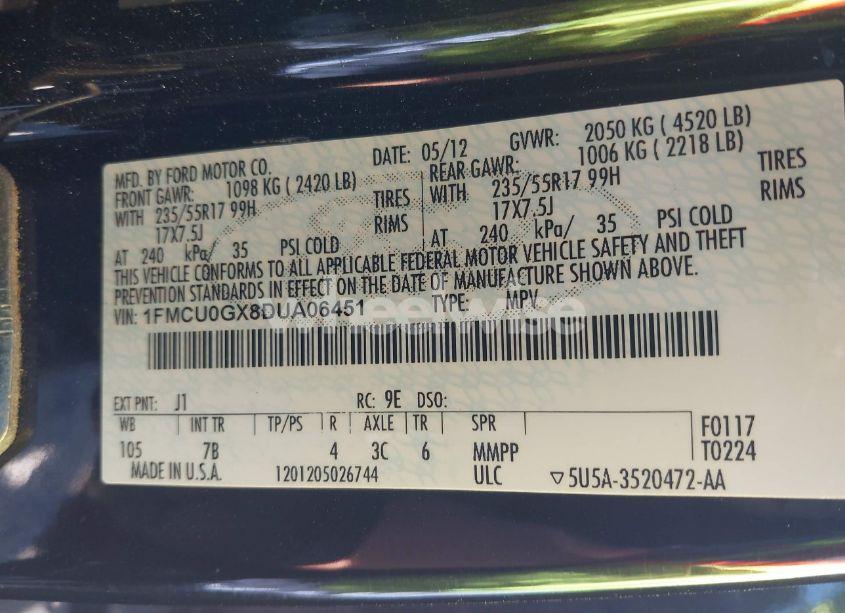 MFD. BY FORD MOTOR CO. DATE: 05/12 GVWR: 2050 KG ( 4520 LB)
FRONT GAWR: 1098 KG ( 2420 LB) REAR GAWR: 1006 KG ( 2218 LB)
WITH 235/55R17 99H TIRES WITH 235/55R17 99H TIRES
17X7.5J RIMS 17X7.5J RIMS
AT 240 kPa/ 35 PSI COLD AT 240 kPa/ 35 PSI COLD
THIS VEHICLE CONFORMS TO ALL APPLICABLE FEDERAL MOTOR VEHICLE SAFETY AND THEFT
PREVENTION STANDARDS IN EFFECT ON THE DATE OF MANUFACTURE SHOWN ABOVE.
VIN: 1FMCU0GX8DUA06451 TYPE: MPV
EXT PNT: J1 RC: 9E DSO:
WB INT TR TP/PS R AXLE TR SPR F0117
105 7B 4 3C 6 MMPP T0224
MADE IN U.S.A. 1201205026744 ULC ▽5U5A-3520472-AA